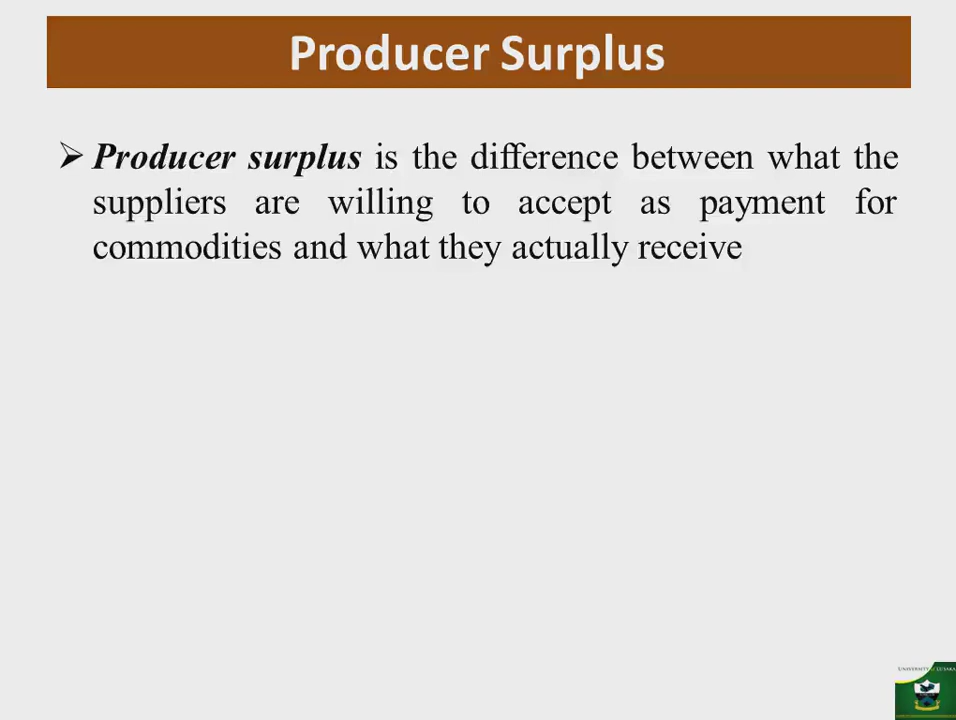 Producer Surplus
➢ Producer surplus is the difference between what the
suppliers are willing to accept as payment for
commodities and what they actually receive